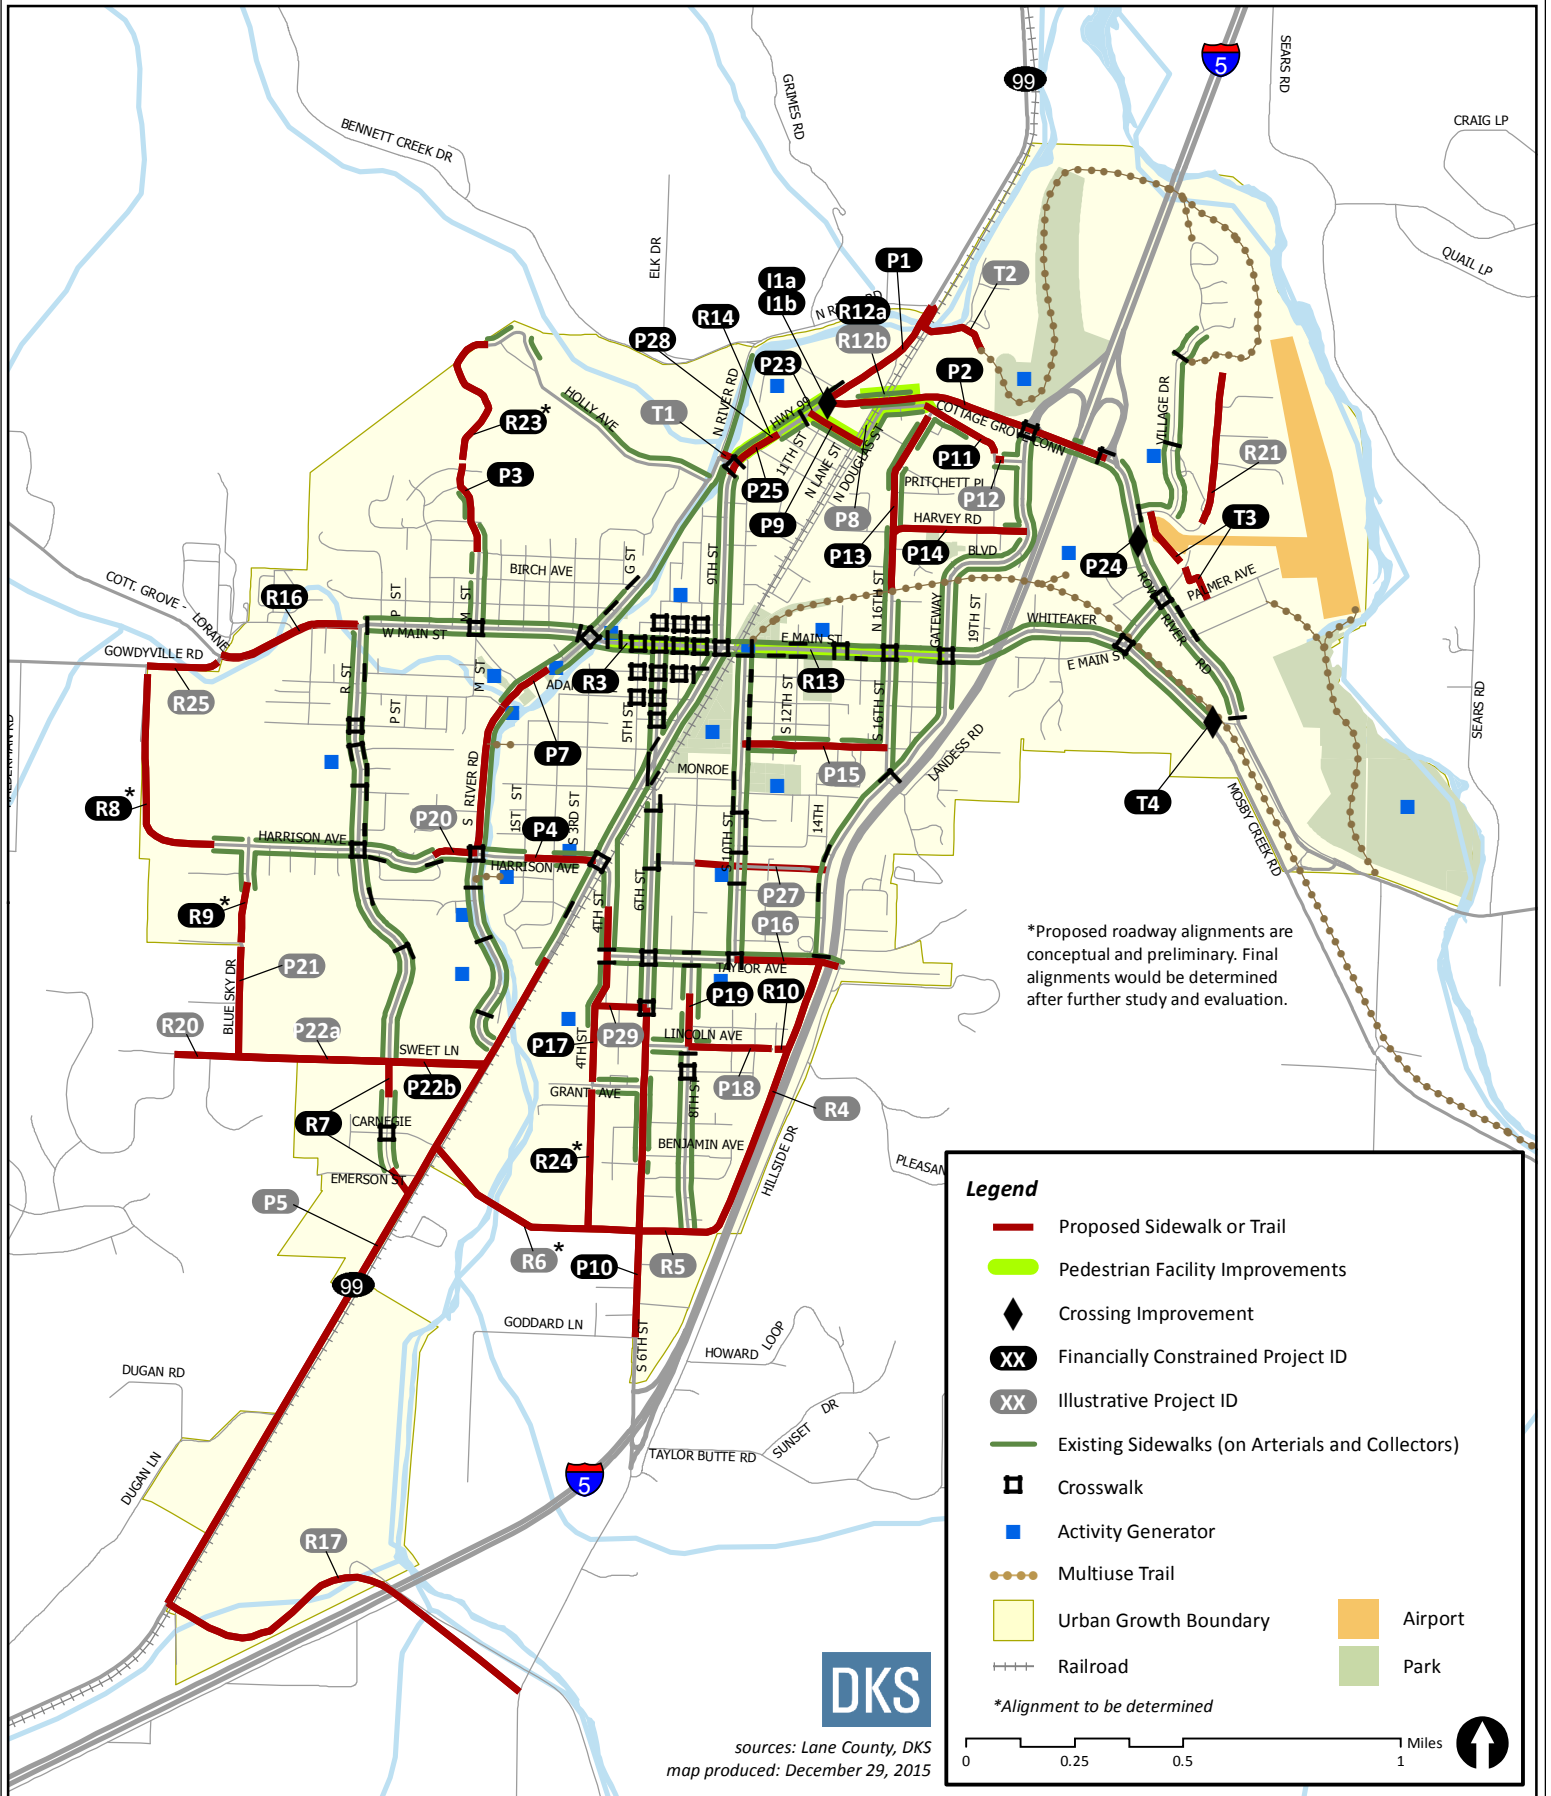 SEARS RD
GRIMES RD
5
99
CRAIG LP
BENNETT CREEK DR
QUAIL LP
ELK DR
P1
T2
I1a
I1b
R12a
R12b
R14
P28
P23
P2
N RIVER RD
HWY 99
COTTAGE GROVE CONN
VILLAGE DR
HOLLY AVE
T1
R23*
11TH ST
N LANE ST
N DOUGLAS ST
P11
R21
P3
P25
PRITCHETT PL
P12
P9
P8
HARVEY RD
T3
P13
P14
BLVD
P24
G ST
9TH ST
BIRCH AVE
PALMER AVE
COTT. GROVE - LORANE
R16
P ST
M ST
N 16TH ST
GATEWAY
19TH ST
WHITEAKER
ROW RIVER RD
W MAIN ST
E MAIN ST
E MAIN ST
GOWDYVILLE RD
R25
R ST
M ST
R3
R13
P ST
5TH ST
S 12TH ST
S 16TH ST
SEARS RD
P7
LANDESS RD
MONROE
P15
S RIVER RD
R8*
1ST ST
S 3RD ST
14TH
T4
MOSBY CREEK RD
P20
P4
HARRISON AVE
HARRISON AVE
S 10TH ST
P27
R9*
4TH ST
6TH ST
P16
*Proposed roadway alignments are
conceptual and preliminary. Final
alignments would be determined
after further study and evaluation.
P21
BLUE SKY DR
TAYLOR AVE
P19
R10
R20
P22a
P17
P29
LINCOLN AVE
SWEET LN
4TH ST
P22b
GRANT AVE
P18
8TH ST
R4
R7
CARNEGIE
R24*
BENJAMIN AVE
HILLSIDE DR
EMERSON ST
P5
R6*
P10
R5
99
GODDARD LN
S 6TH ST
HOWARD LOOP
DUGAN RD
SUNSET DR
TAYLOR BUTTE RD
DUGAN LN
5
R17
Legend
Proposed Sidewalk or Trail
Pedestrian Facility Improvements
Crossing Improvement
XX Financially Constrained Project ID
XX Illustrative Project ID
Existing Sidewalks (on Arterials and Collectors)
Crosswalk
Activity Generator
Multiuse Trail
Urban Growth Boundary
Airport
Railroad
Park
*Alignment to be determined
Miles
0 0.25 0.5 1
DKS
sources: Lane County, DKS
map produced: December 29, 2015